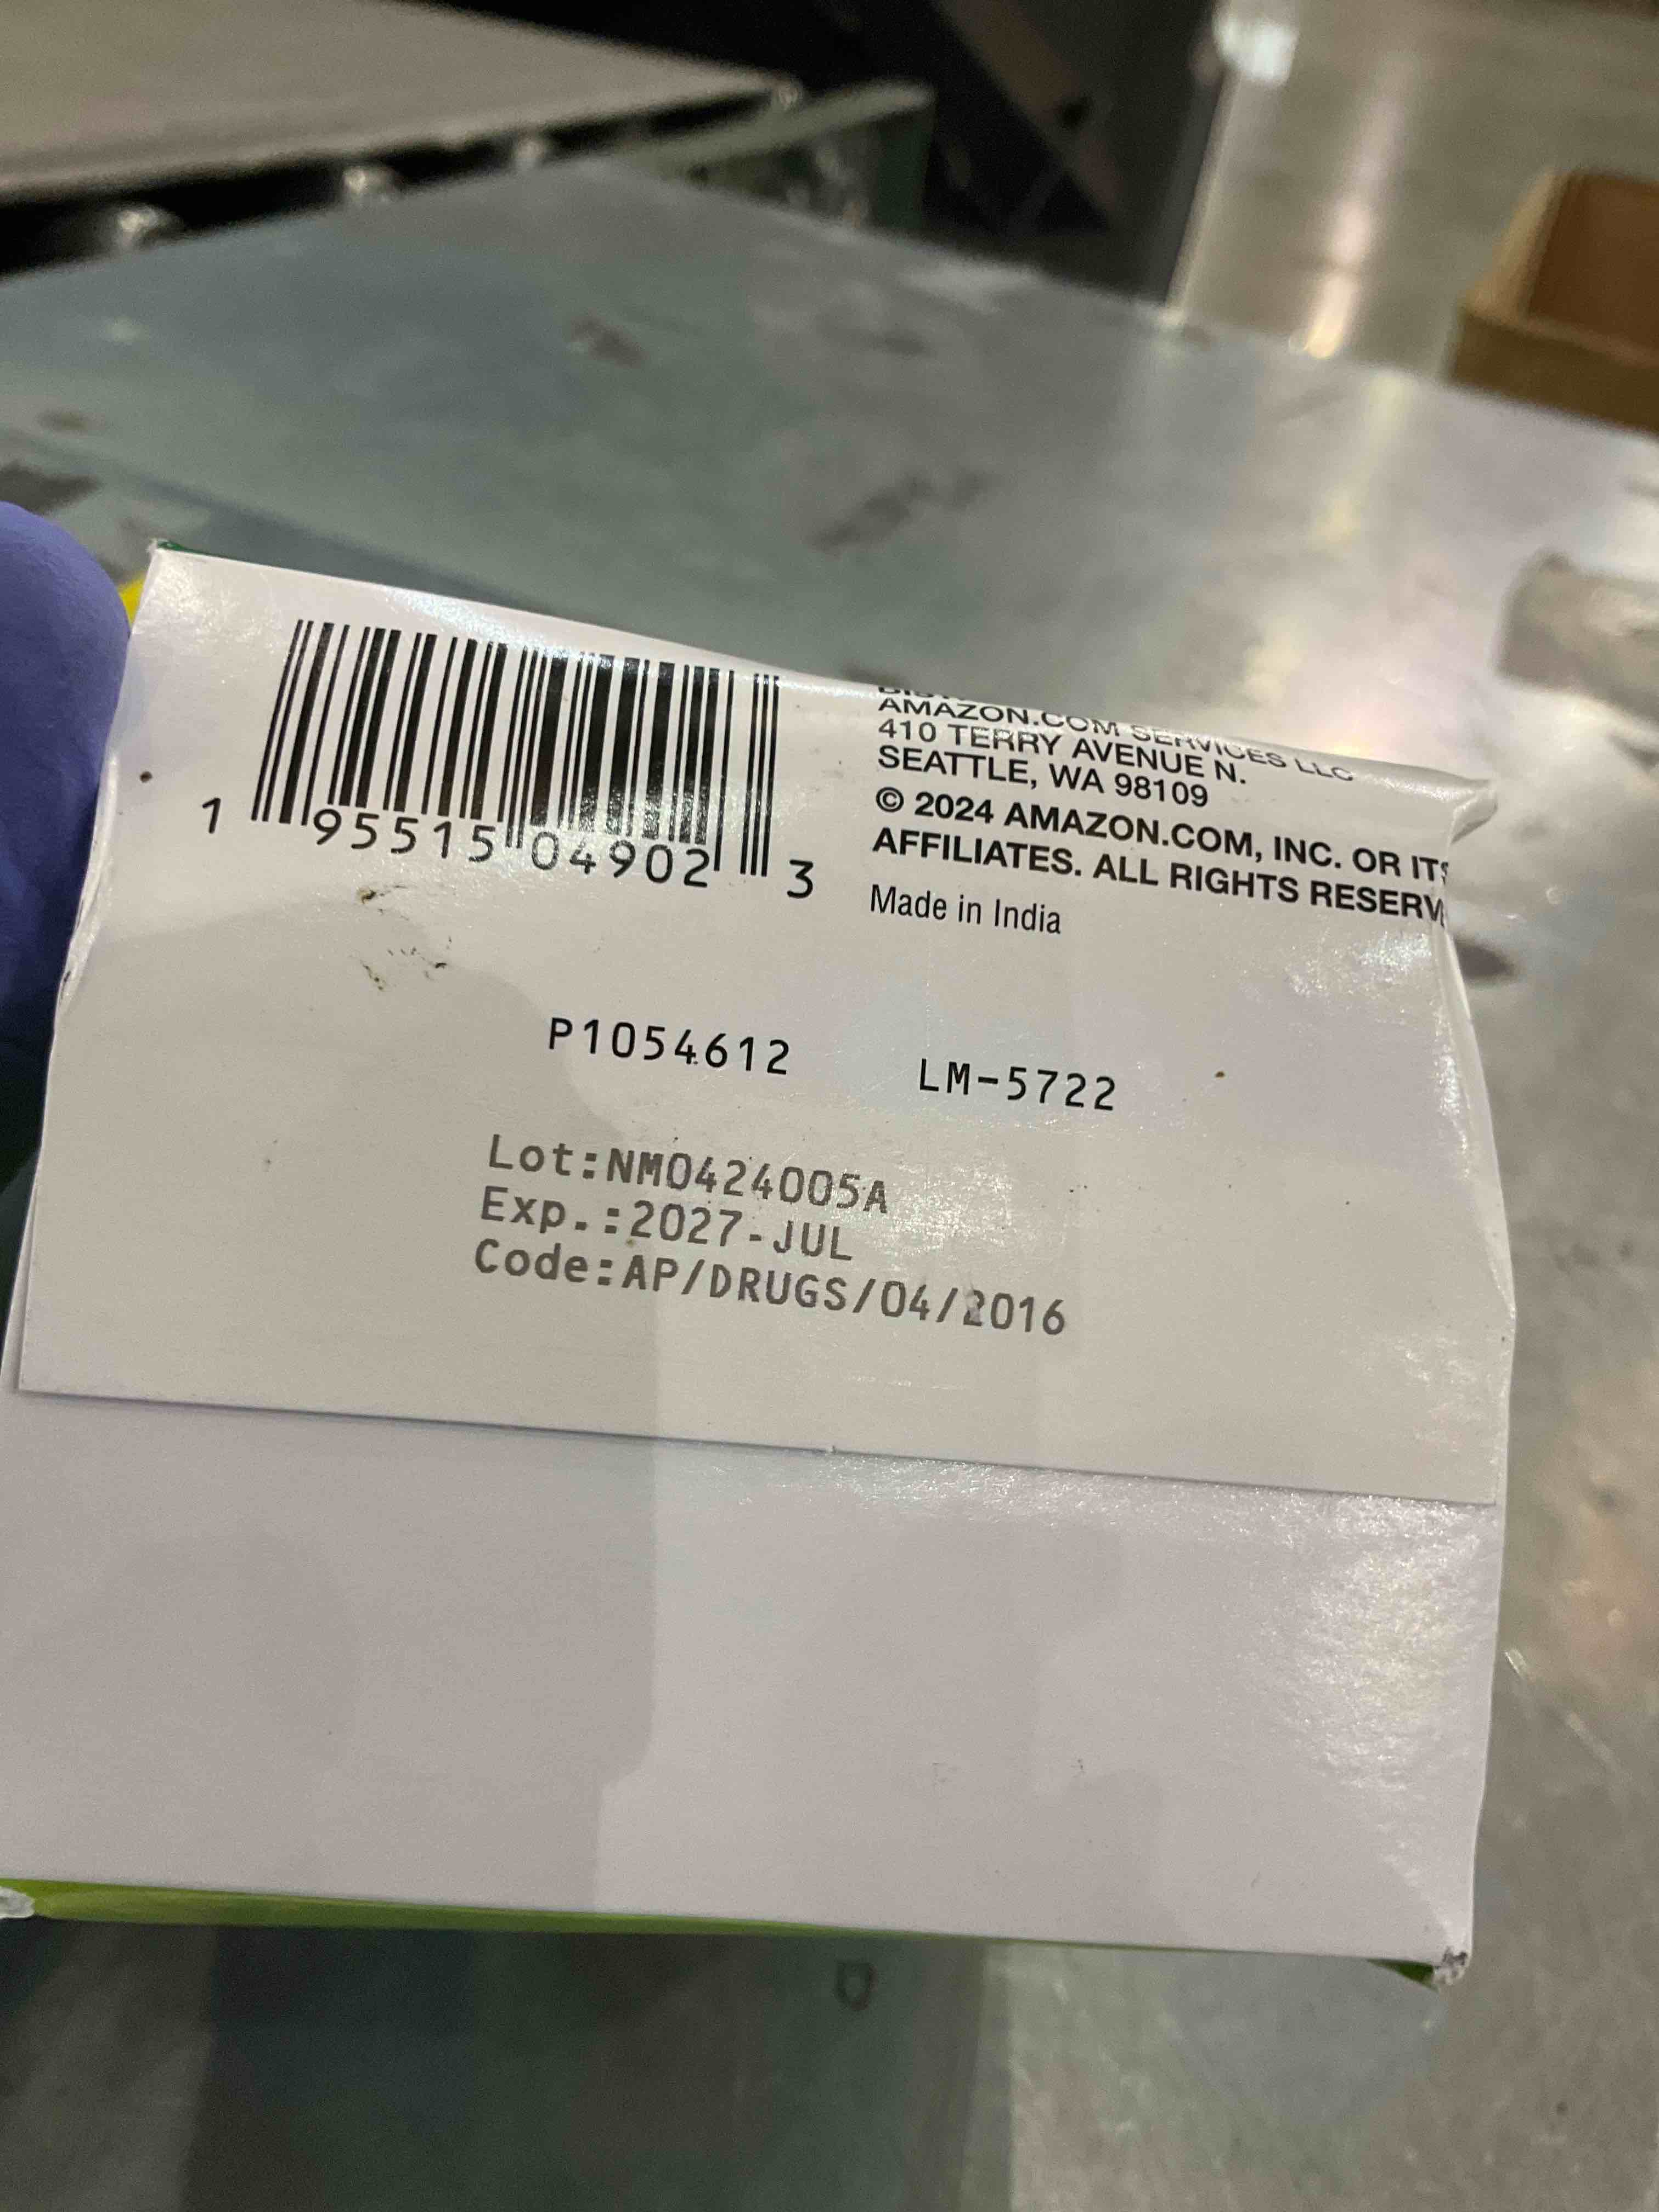 1 95515 04902 3
AMAZON.COM SERVICES LLC
410 TERRY AVENUE N.
SEATTLE, WA 98109
© 2024 AMAZON.COM, INC. OR ITS
AFFILIATES. ALL RIGHTS RESERV
Made in India
P1054612 LM-5722
Lot:NM0424005A
Exp.:2027-JUL
Code:AP/DRUGS/04/2016